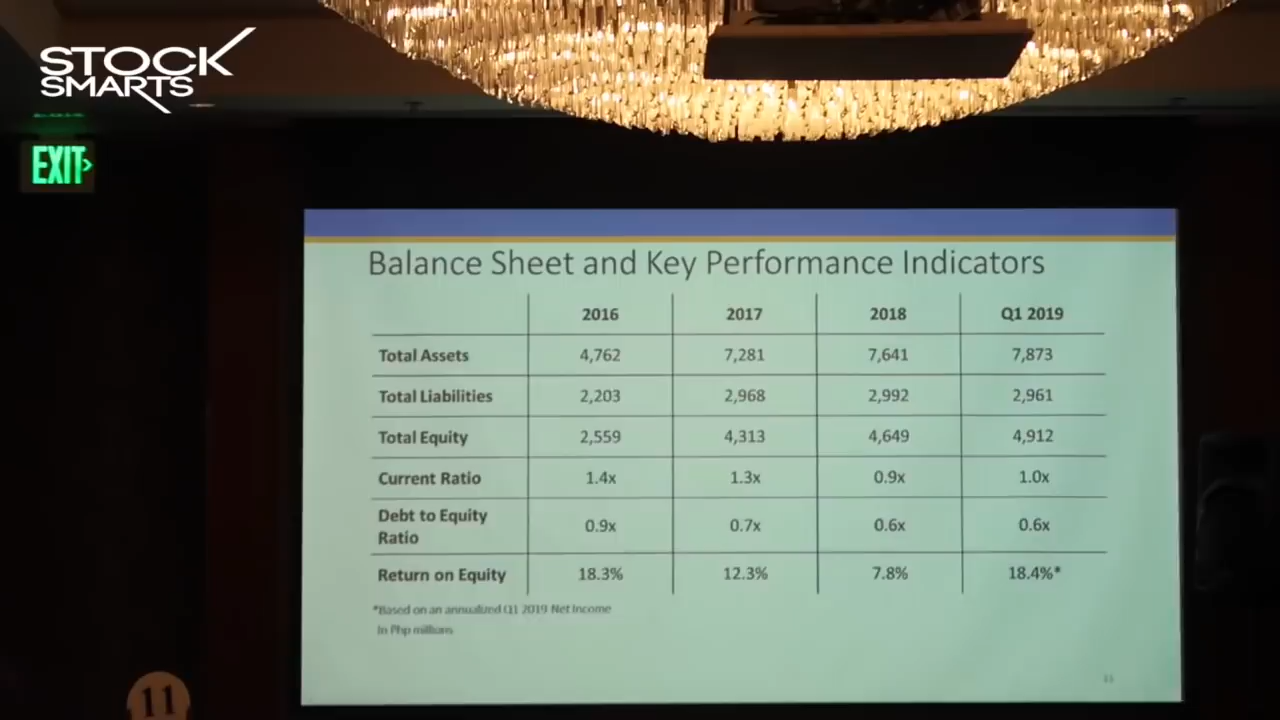 STOCK
SMARTS
EXIT
Balance Sheet and Key Performance Indicators
2016 2017 2018 Q1 2019
Total Assets 4,762 7,281 7,641 7,873
Total Liabilities 2,203 2,968 2,992 2,961
Total Equity 2,559 4,313 4,649 4,912
Current Ratio 1.4x 1.3x 0.9x 1.0x
Debt to Equity
Ratio 0.9x 0.7x 0.6x 0.6x
Return on Equity 18.3% 12.3% 7.8% 18.4%*
*Based on an annualized Q1 2019 Net Income
In Php millions
11